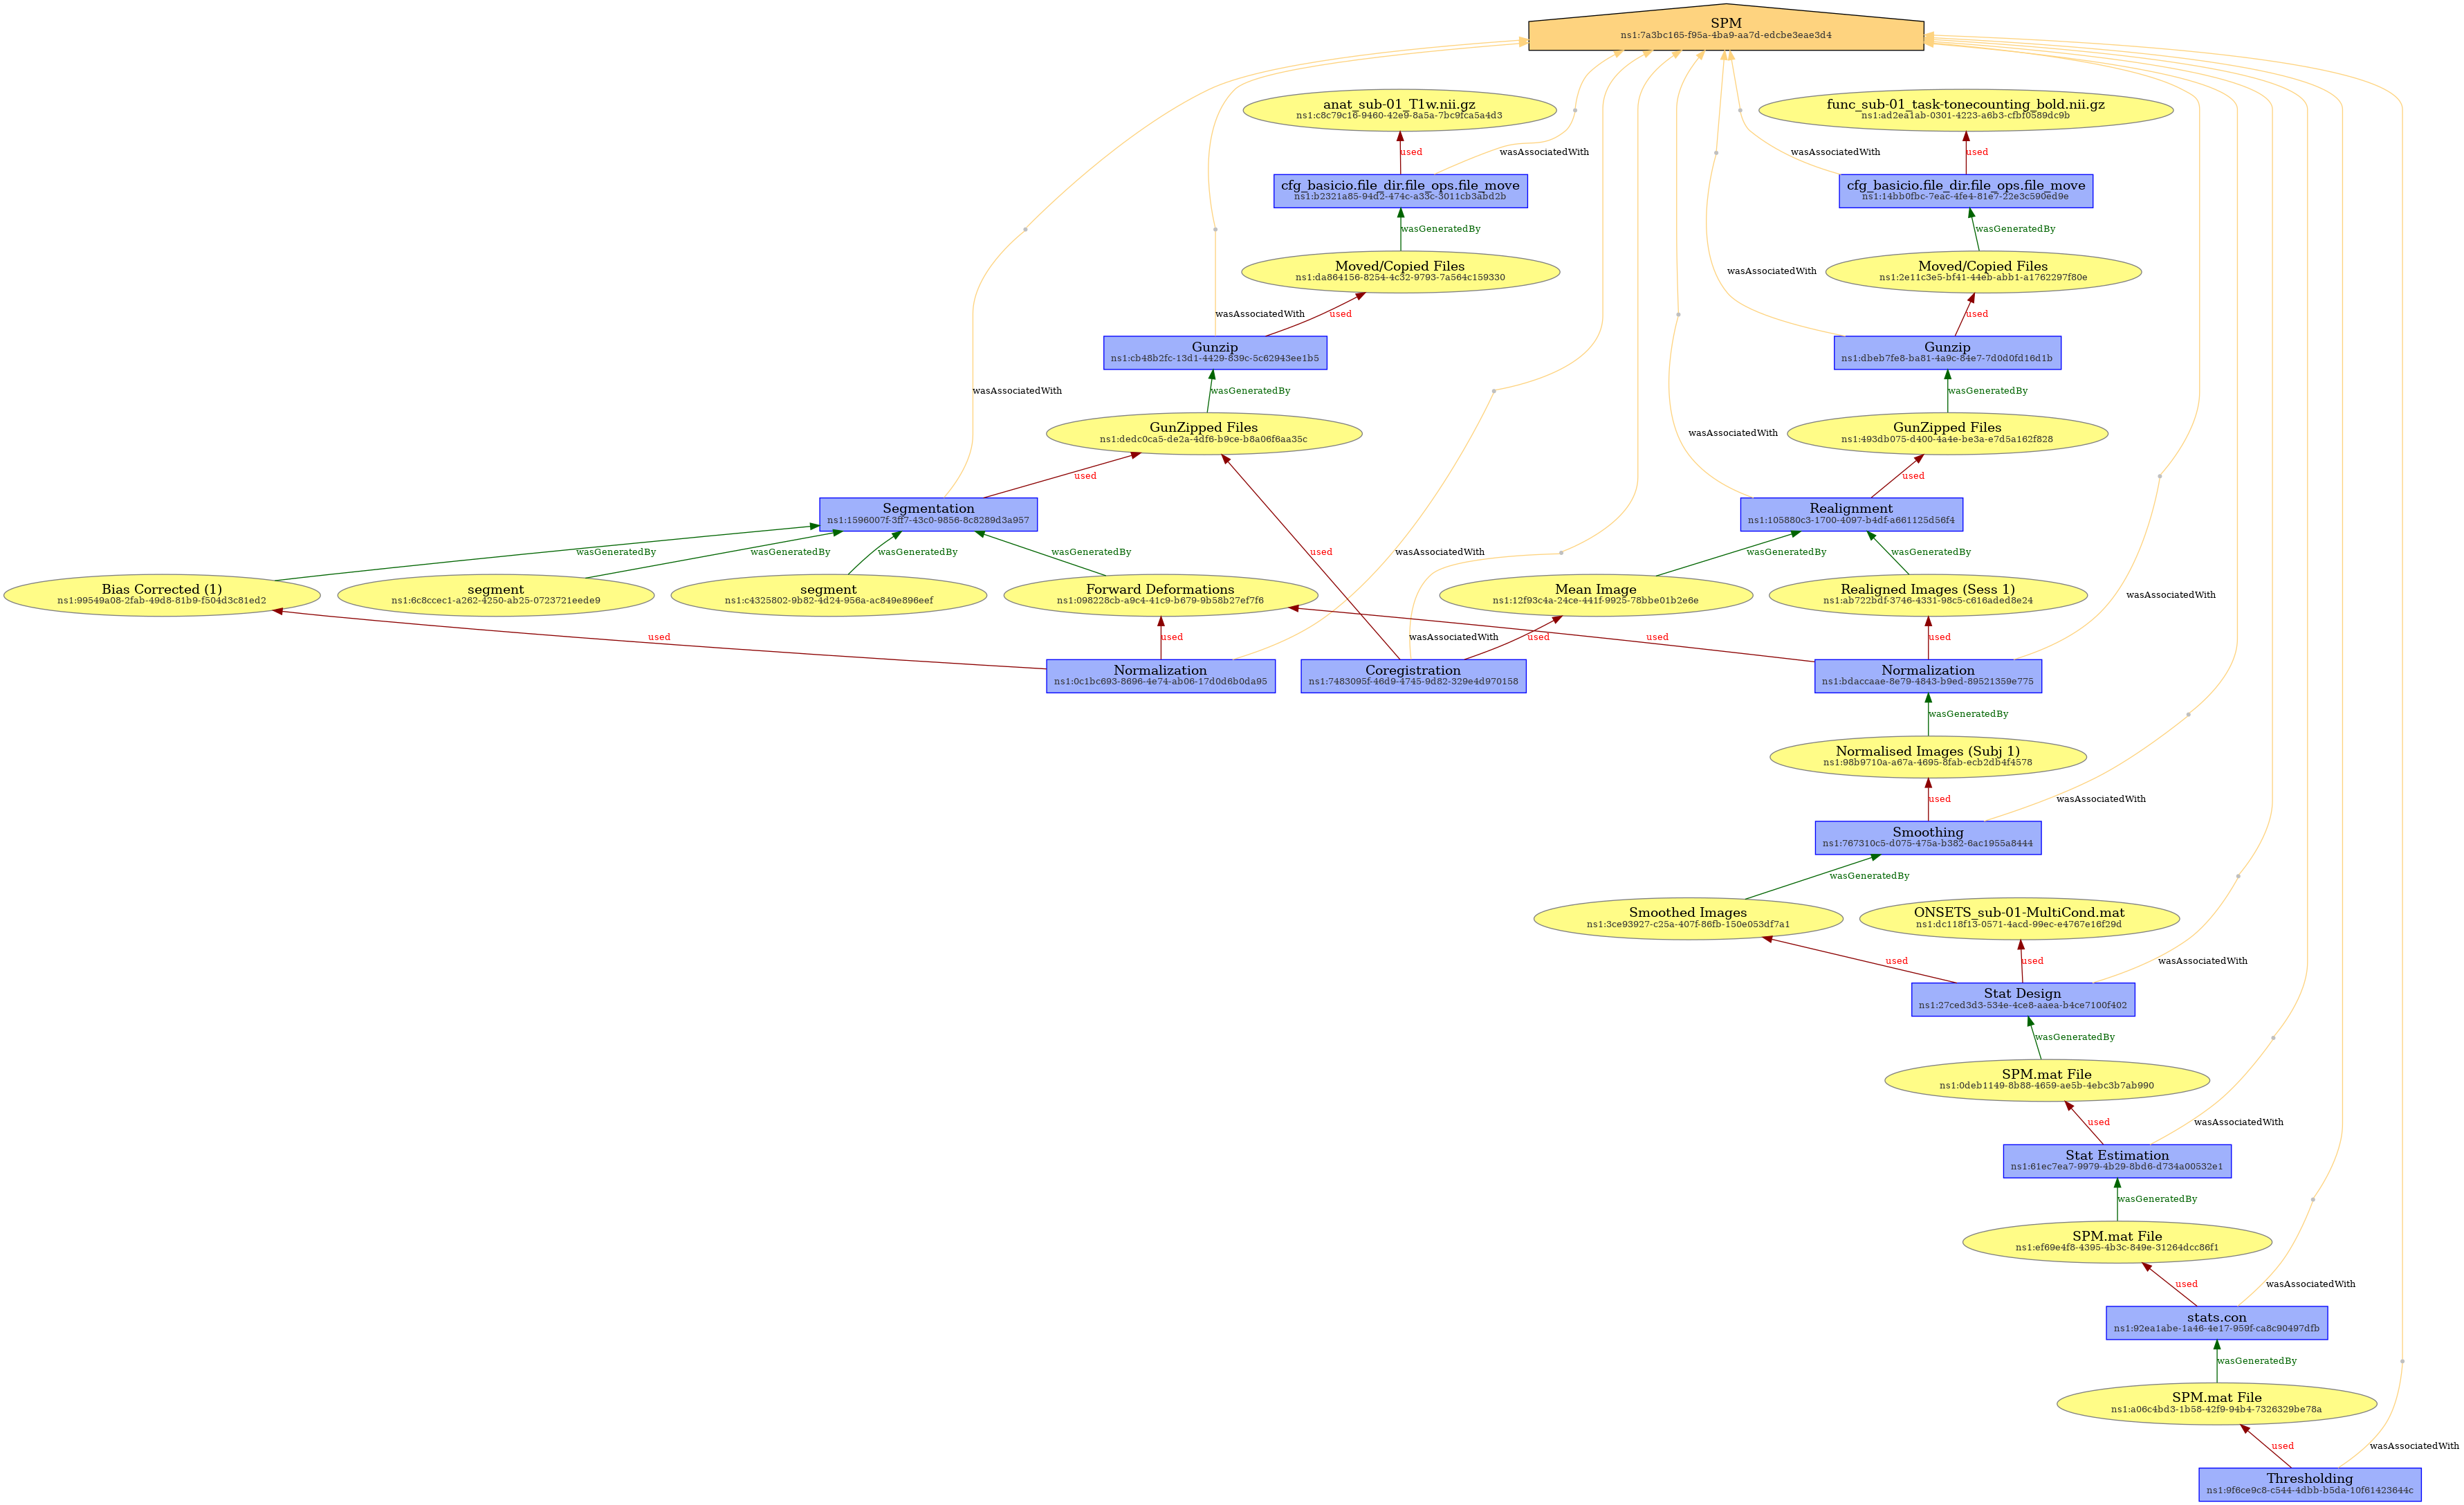 SPM
ns1:7a3bc165-f95a-4ba9-aa7d-edcbe3eae3d4
anat_sub-01_T1w.nii.gz
ns1:c8c79c16-9460-42e9-8a5a-7bc9fca5a4d3
func_sub-01_task-tonecounting_bold.nii.gz
ns1:ad2ea1ab-0301-4223-a6b3-cfbf0589dc9b
used
wasAssociatedWith
wasAssociatedWith
used
cfg_basicio.file_dir.file_ops.file_move
ns1:b2321a85-94d2-474c-a33c-3011cb3abd2b
cfg_basicio.file_dir.file_ops.file_move
ns1:14bb0fbc-7eac-4fe4-81e7-22e3c590ed9e
wasGeneratedBy
wasGeneratedBy
Moved/Copied Files
ns1:da864156-8254-4c32-9793-7a564c159330
Moved/Copied Files
ns1:2e11c3e5-bf41-44eb-abb1-a1762297f80e
wasAssociatedWith
used
wasAssociatedWith
used
Gunzip
ns1:cb48b2fc-13d1-4429-839c-5c62943ee1b5
Gunzip
ns1:dbeb7fe8-ba81-4a9c-84e7-7d0d0fd16d1b
wasAssociatedWith
wasGeneratedBy
wasGeneratedBy
GunZipped Files
ns1:dedc0ca5-de2a-4df6-b9ce-b8a06f6aa35c
GunZipped Files
ns1:493db075-d400-4a4e-be3a-e7d5a162f828
wasAssociatedWith
used
used
Segmentation
ns1:1596007f-3ff7-43c0-9856-8c8289d3a957
Realignment
ns1:105880c3-1700-4097-b4df-a661125d56f4
wasGeneratedBy
wasGeneratedBy
wasGeneratedBy
wasGeneratedBy
used
wasAssociatedWith
wasGeneratedBy
wasGeneratedBy
Bias Corrected (1)
ns1:99549a08-2fab-49d8-81b9-f504d3c81ed2
segment
ns1:6c8ccec1-a262-4250-ab25-0723721eede9
segment
ns1:c4325802-9b82-4d24-956a-ac849e896eef
Forward Deformations
ns1:098228cb-a9c4-41c9-b679-9b58b27ef7f6
Mean Image
ns1:12f93c4a-24ce-441f-9925-78bbe01b2e6e
Realigned Images (Sess 1)
ns1:ab722bdf-3746-4331-98c5-c616aded8e24
wasAssociatedWith
used
used
wasAssociatedWith
used
used
used
Normalization
ns1:0c1bc693-8696-4e74-ab06-17d0d6b0da95
Coregistration
ns1:7483095f-46d9-4745-9d82-329e4d970158
Normalization
ns1:bdaccaae-8e79-4843-b9ed-89521359e775
wasGeneratedBy
Normalised Images (Subj 1)
ns1:98b9710a-a67a-4695-8fab-ecb2db4f4578
used
wasAssociatedWith
Smoothing
ns1:767310c5-d075-475a-b382-6ac1955a8444
wasGeneratedBy
Smoothed Images
ns1:3ce93927-c25a-407f-86fb-150e053df7a1
ONSETS_sub-01-MultiCond.mat
ns1:dc118f13-0571-4acd-99ec-e4767e16f29d
used
used
wasAssociatedWith
Stat Design
ns1:27ced3d3-534e-4ce8-aaea-b4ce7100f402
wasGeneratedBy
SPM.mat File
ns1:0deb1149-8b88-4659-ae5b-4ebc3b7ab990
used
wasAssociatedWith
Stat Estimation
ns1:61ec7ea7-9979-4b29-8bd6-d734a00532e1
wasGeneratedBy
SPM.mat File
ns1:ef69e4f8-4395-4b3c-849e-31264dcc86f1
used
wasAssociatedWith
stats.con
ns1:92ea1abe-1a46-4e17-959f-ca8c90497dfb
wasGeneratedBy
SPM.mat File
ns1:a06c4bd3-1b58-42f9-94b4-7326329be78a
used
wasAssociatedWith
Thresholding
ns1:9f6ce9c8-c544-4dbb-b5da-10f61423644c